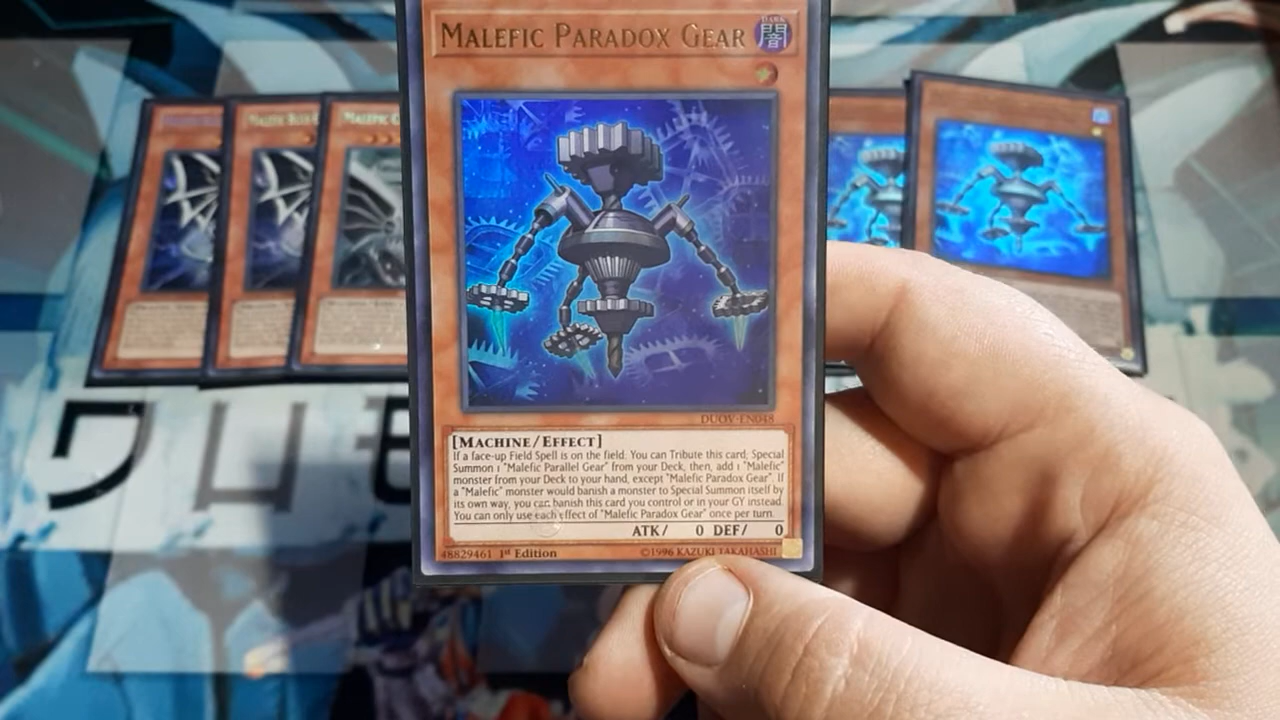 MALEFIC PARADOX GEAR
DARK
闇
DUOV-EN048
[MACHINE/EFFECT]
If a face-up Field Spell is on the field: You can Tribute this card; Special
Summon 1 "Malefic Parallel Gear" from your Deck, then, add 1 "Malefic"
monster from your Deck to your hand, except "Malefic Paradox Gear". If
a "Malefic" monster would banish a monster to Special Summon itself by
its own way, you can banish this card you control or in your GY instead.
You can only use each effect of "Malefic Paradox Gear" once per turn.
ATK/ 0 DEF/ 0
48829461 1st Edition
©1996 KAZUKI TAKAHASHI
MALEFIC
MALEFIC